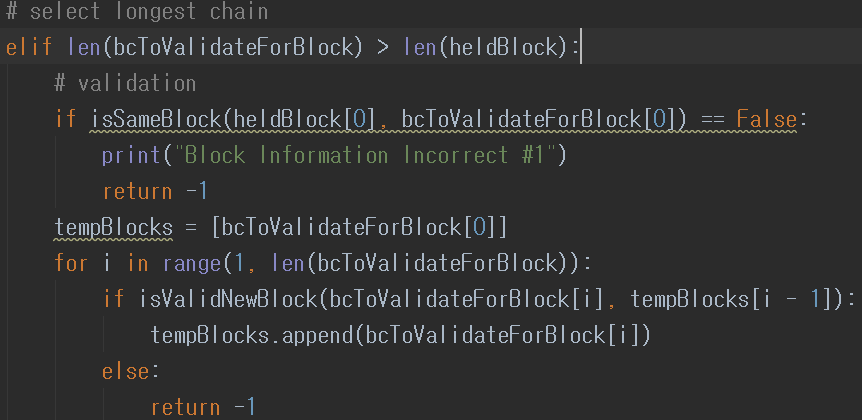 # select longest chain
elif len(bcToValidateForBlock) > len(heldBlock):
# validation
if isSameBlock(heldBlock[0], bcToValidateForBlock[0]) == False:
print("Block Information Incorrect #1")
return -1
tempBlocks = [bcToValidateForBlock[0]]
for i in range(1, len(bcToValidateForBlock)):
if isValidNewBlock(bcToValidateForBlock[i], tempBlocks[i - 1]):
tempBlocks.append(bcToValidateForBlock[i])
else:
return -1